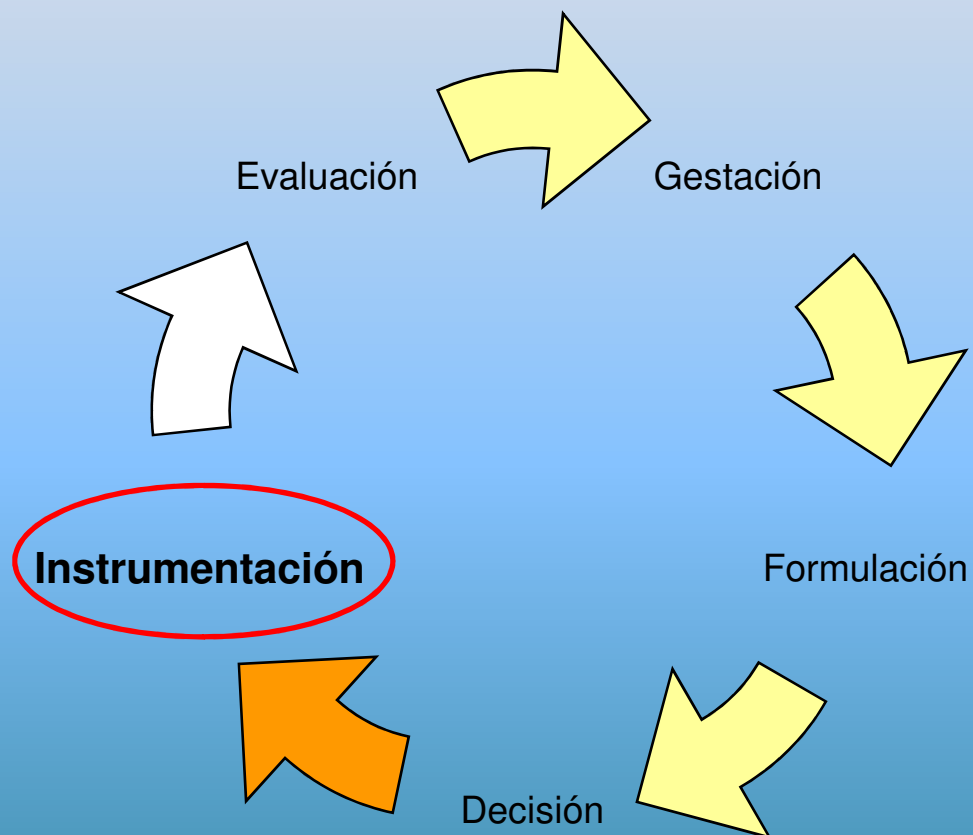 Evaluación
Gestación
Instrumentación
Formulación
Decisión